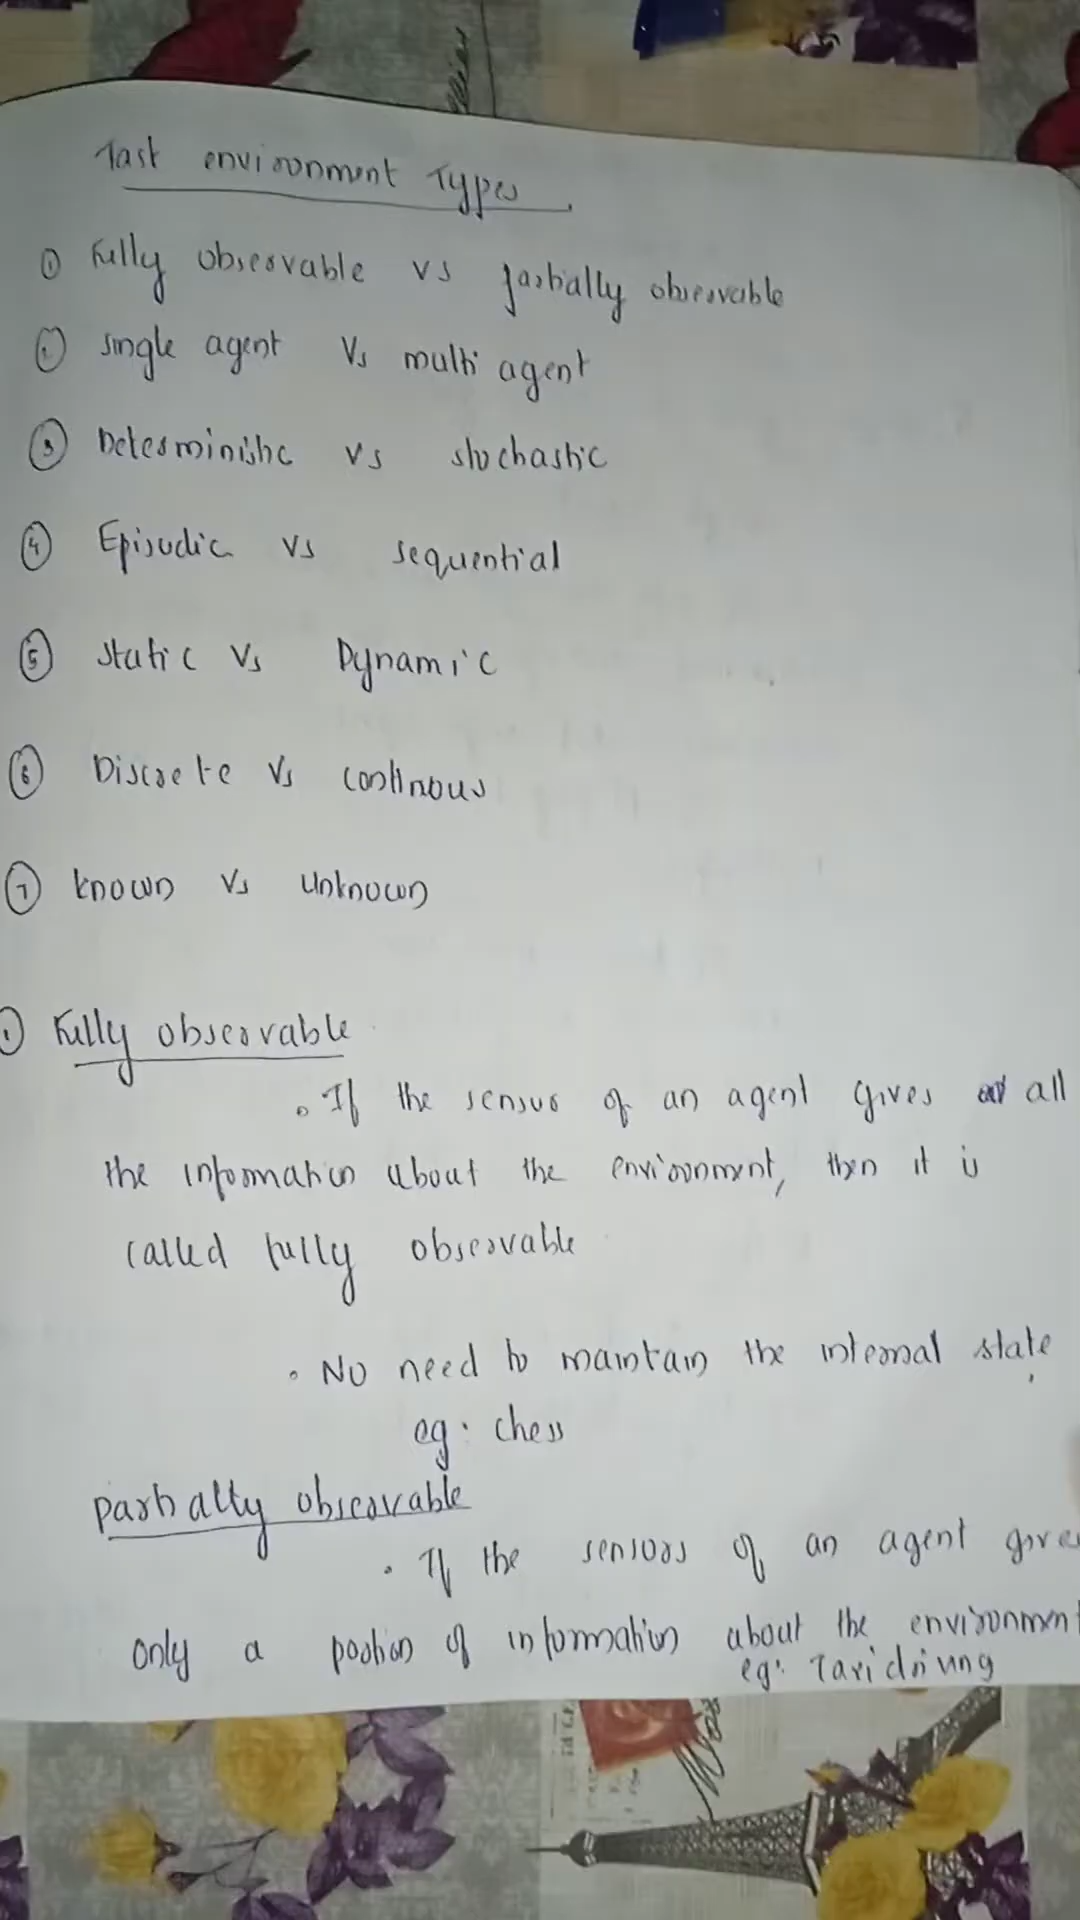 Task environment Types
① Fully observable vs partially observable
② single agent Vs multi agent
③ Deterministic vs stochastic
④ Episodic vs sequential
⑤ static Vs Dynamic
⑥ Discrete Vs continous
⑦ known Vs unknown
① Fully observable
• If the sensor of an agent gives all
the information about the environment, then it is
called fully observable
• No need to maintain the internal state
eg: chess
partially observable
• If the sensors of an agent gives
only a portion of information about the environment
eg: Taxi driving